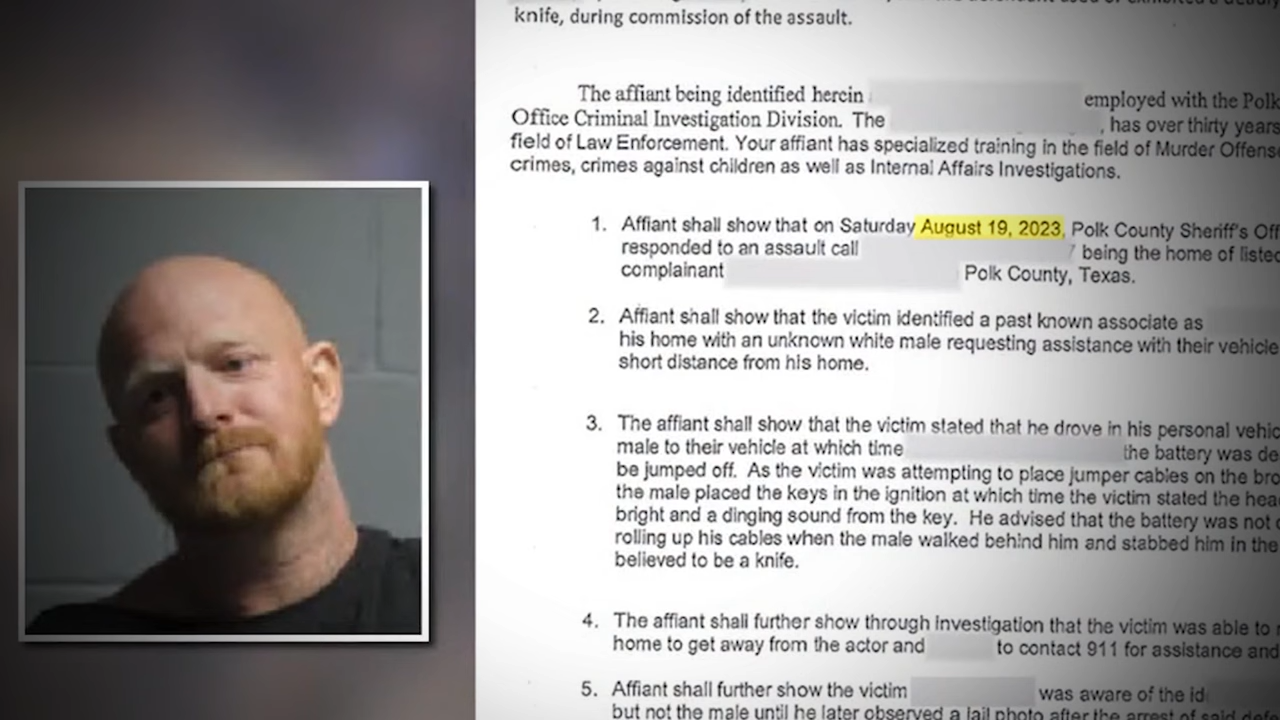 knife, during commission of the assault.
The affiant being identified herein employed with the Polk
Office Criminal Investigation Division. The , has over thirty years
field of Law Enforcement. Your affiant has specialized training in the field of Murder Offens
crimes, crimes against children as well as Internal Affairs Investigations.
1. Affiant shall show that on Saturday August 19, 2023, Polk County Sheriff's Off
responded to an assault call being the home of listed
complainant Polk County, Texas.
2. Affiant shall show that the victim identified a past known associate as
his home with an unknown white male requesting assistance with their vehicle
short distance from his home.
3. The affiant shall show that the victim stated that he drove in his personal vehic
male to their vehicle at which time the battery was de
be jumped off. As the victim was attempting to place jumper cables on the bro
the male placed the keys in the ignition at which time the victim stated the hea
bright and a dinging sound from the key. He advised that the battery was not
rolling up his cables when the male walked behind him and stabbed him in the
believed to be a knife.
4. The affiant shall further show through Investigation that the victim was able to
home to get away from the actor and to contact 911 for assistance and
5. Affiant shall further show the victim was aware of the id
but not the male until he later observed a jail photo after the arrest of said